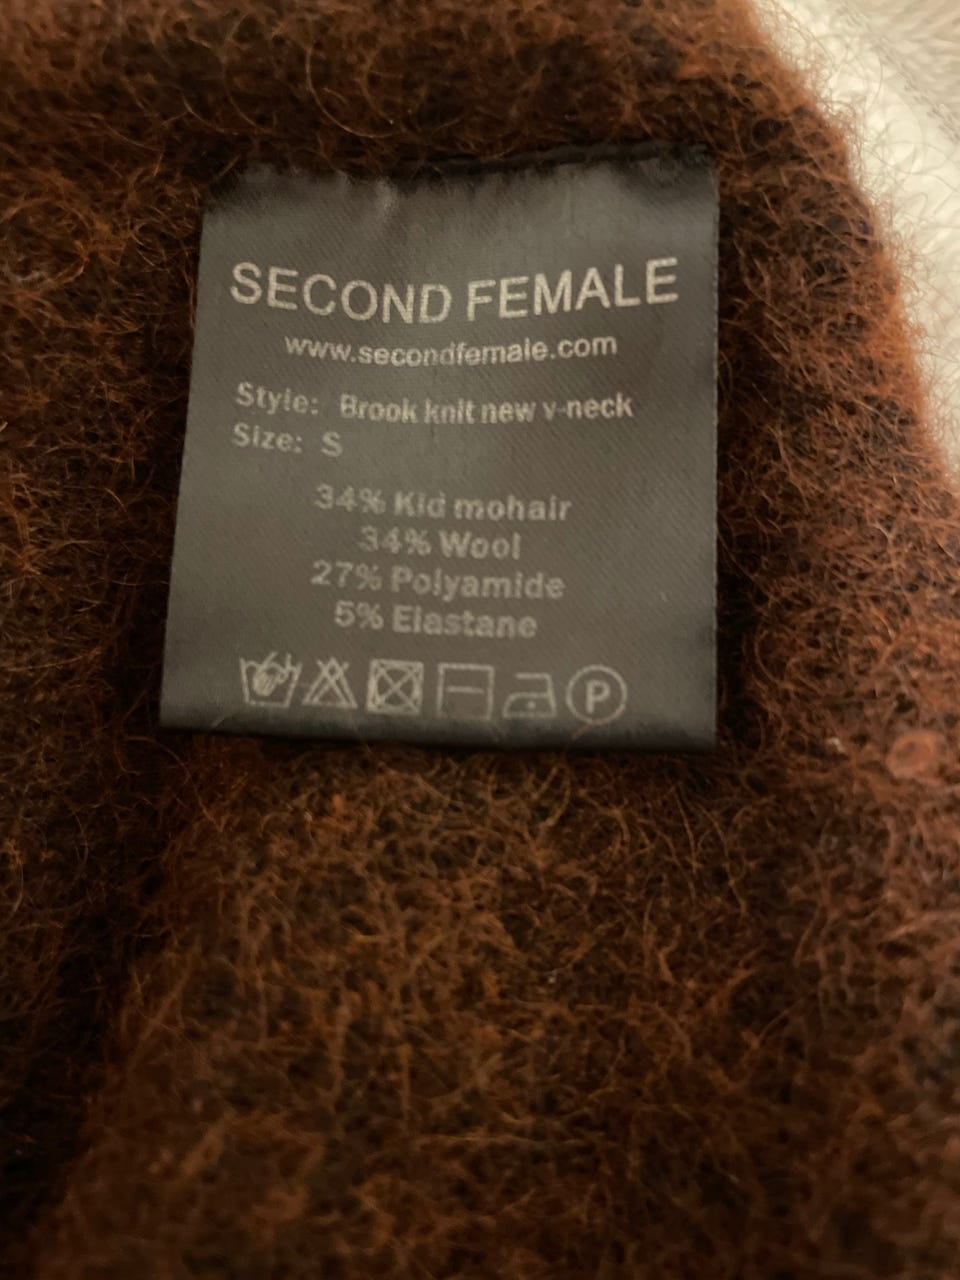 SECOND FEMALE
www.secondfemale.com
Style: Brook knit new v-neck
Size: S
34% Kid mohair
34% Wool
27% Polyamide
5% Elastane
P